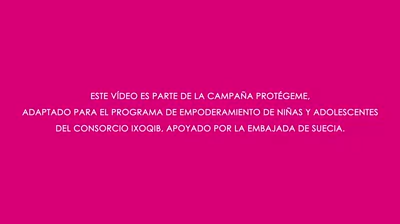 ESTE VÍDEO ES PARTE DE LA CAMPAÑA PROTÉGEME,
ADAPTADO PARA EL PROGRAMA DE EMPODERAMIENTO DE NIÑAS Y ADOLESCENTES
DEL CONSORCIO IXOQIB, APOYADO POR LA EMBAJADA DE SUECIA.